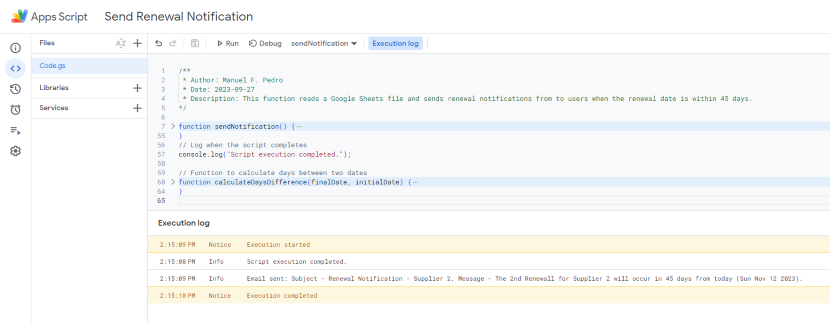 Apps Script Send Renewal Notification
Files AZ
Run Debug sendNotification Execution log
Code.gs
Libraries
Services
1 /**
2 * Author: Manuel F. Pedro
3 * Date: 2023-09-27
4 * Description: This function reads a Google Sheets file and sends renewal notifications from to users when the renewal date is within 45 days.
5 */
6
7 function sendNotification() {…
55 }
56 // Log when the script completes
57 console.log("Script execution completed.");
58
59 // Function to calculate days between two dates
60 function calculateDaysDifference(finalDate, initialDate) {…
64 }
65
Execution log
2:15:09 PM Notice Execution started
2:15:08 PM Info Script execution completed.
2:15:09 PM Info Email sent: Subject - Renewal Notification - Supplier 2, Message - The 2nd Renewall for Supplier 2 will occur in 45 days from today (Sun Nov 12 2023).
2:15:10 PM Notice Execution completed